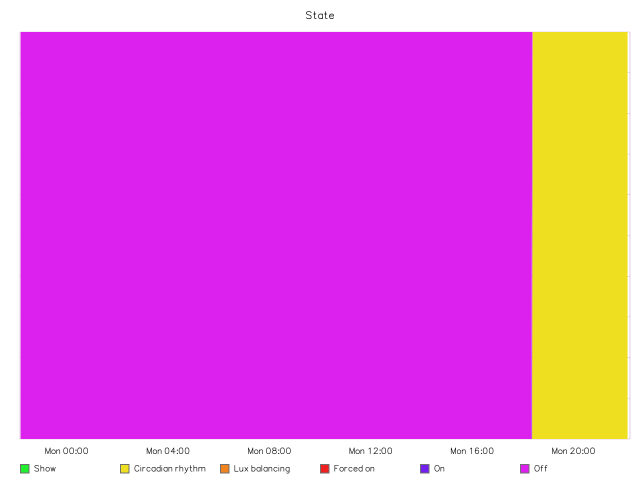 State
Mon 00:00 Mon 04:00 Mon 08:00 Mon 12:00 Mon 16:00 Mon 20:00
Show Circadian rhythm Lux balancing Forced on On Off